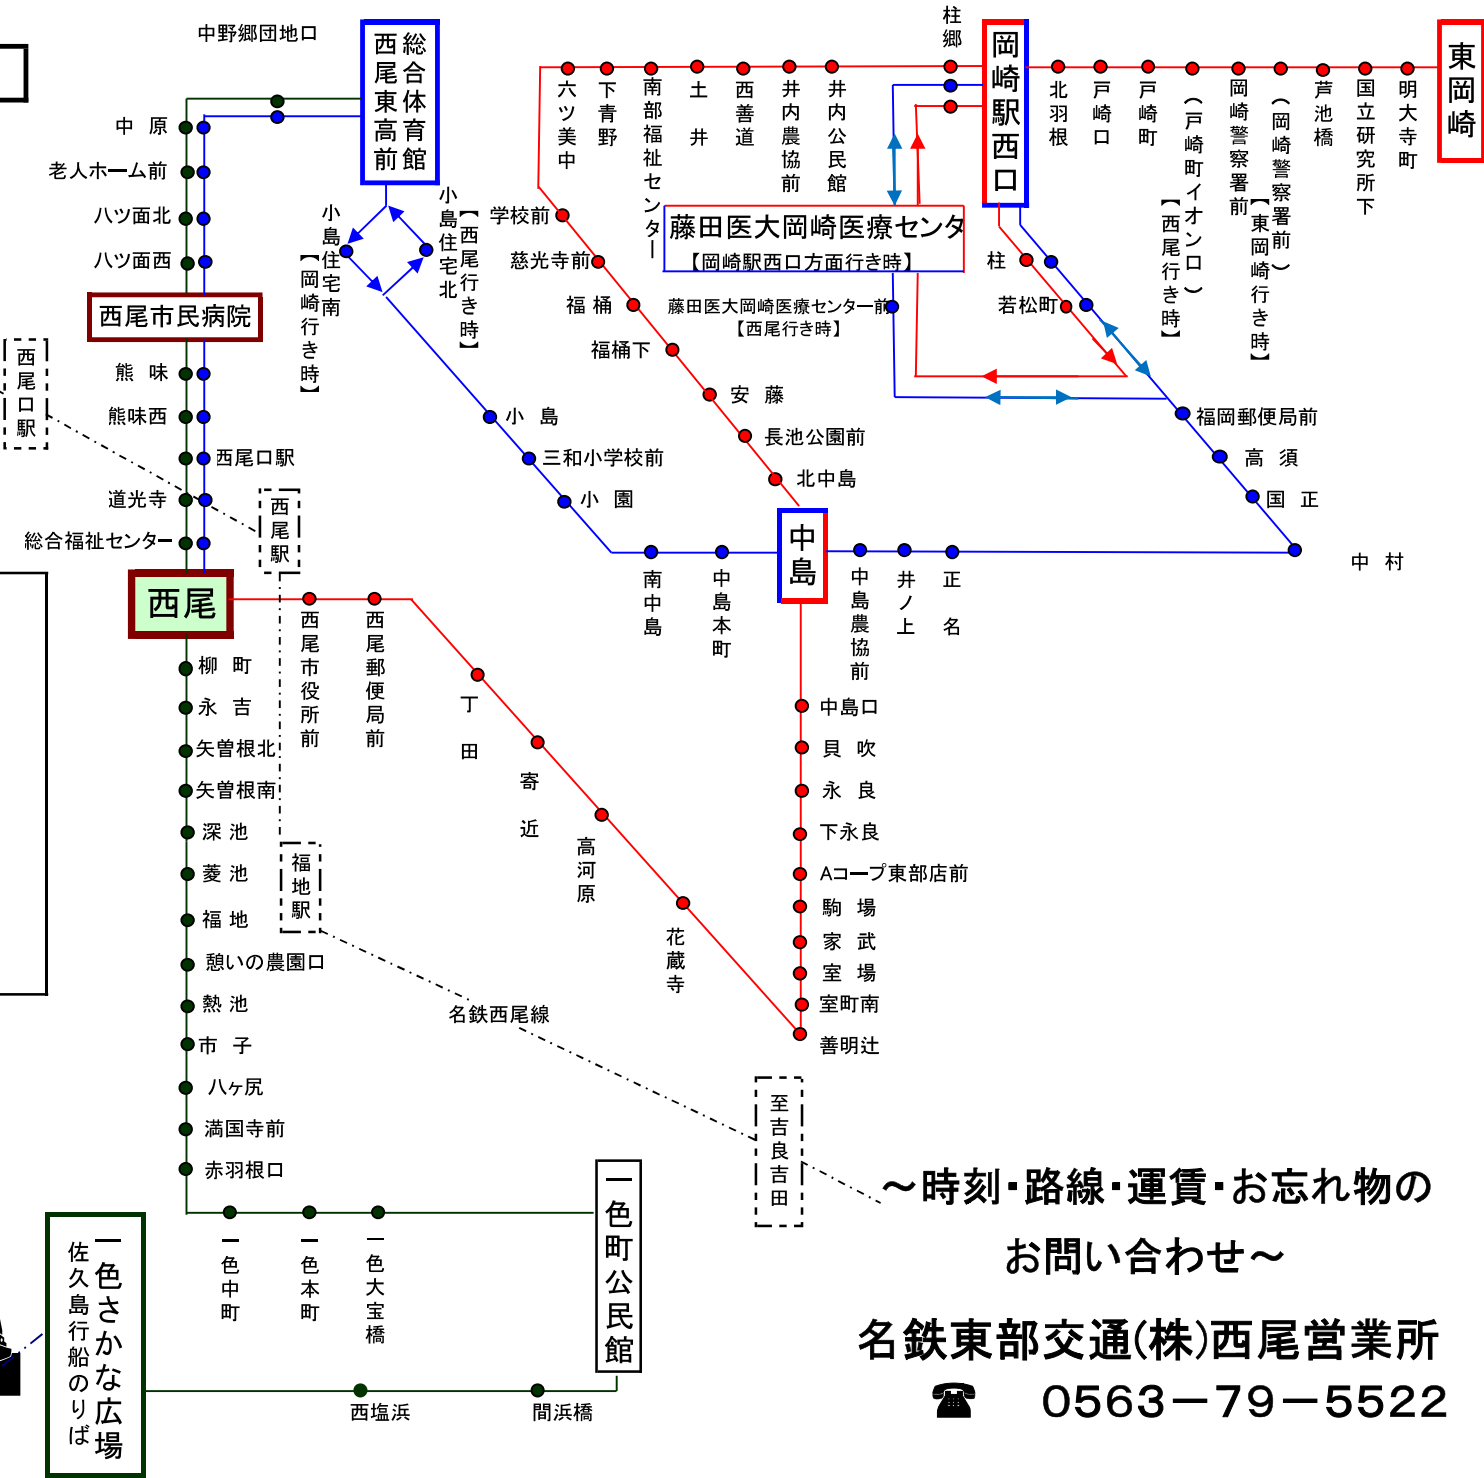 中野郷団地口
総合体育館
西尾東高前
中　原
老人ホーム前
八ツ面北
八ツ面西
西尾市民病院
熊　味
熊味西
西尾口駅
道光寺
総合福祉センター
西尾
西尾口駅
西尾駅
小島住宅南
【岡崎行き時】
小島住宅北
【西尾行き時】
小　島
三和小学校前
小　園
南中島
中島本町
中島
六ツ美中
下青野
南部福祉センター
土　井
西善道
井内農協前
井内公民館
柱郷
岡崎駅西口
北羽根
戸崎口
戸崎町
(戸崎町イオン口)
【西尾行き時】
岡崎警察署前
(岡崎警察署前)
【東岡崎行き時】
芦池橋
国立研究所下
明大寺町
東岡崎
学校前
慈光寺前
福　桶
福桶下
安　藤
長池公園前
北中島
藤田医大岡崎医療センタ
【岡崎駅西口方面行き時】
藤田医大岡崎医療センター前
【西尾行き時】
柱
若松町
福岡郵便局前
高　須
国　正
中　村
中島農協前
井ノ上
正　名
中島口
貝　吹
永　良
下永良
Aコープ東部店前
駒　場
家　武
室　場
室町南
善明辻
西尾市役所前
西尾郵便局前
丁　田
寄　近
高河原
花蔵寺
柳　町
永　吉
矢曽根北
矢曽根南
深　池
菱　池
福　地
憩いの農園口
熱　池
市　子
八ヶ尻
満国寺前
赤羽根口
福地駅
名鉄西尾線
至吉良吉田
一色中町
一色本町
一色大宝橋
一色町公民館
西塩浜
間浜橋
一色さかな広場
佐久島行船のりば
～時刻・路線・運賃・お忘れ物の
お問い合わせ～
名鉄東部交通(株)西尾営業所
☎　0563－79－5522